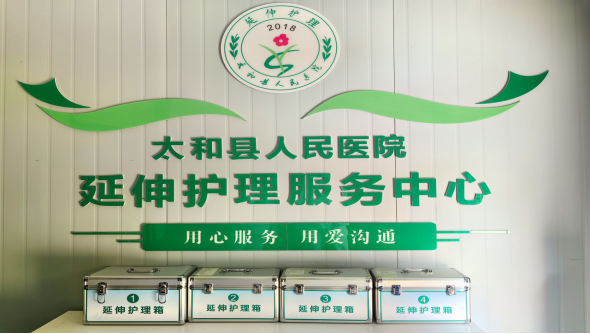 延伸护理
2018
太和县人民医院
太和县人民医院
延伸护理服务中心
用心服务 用爱沟通
1 延伸护理箱
2 延伸护理箱
3 延伸护理箱
4 延伸护理箱